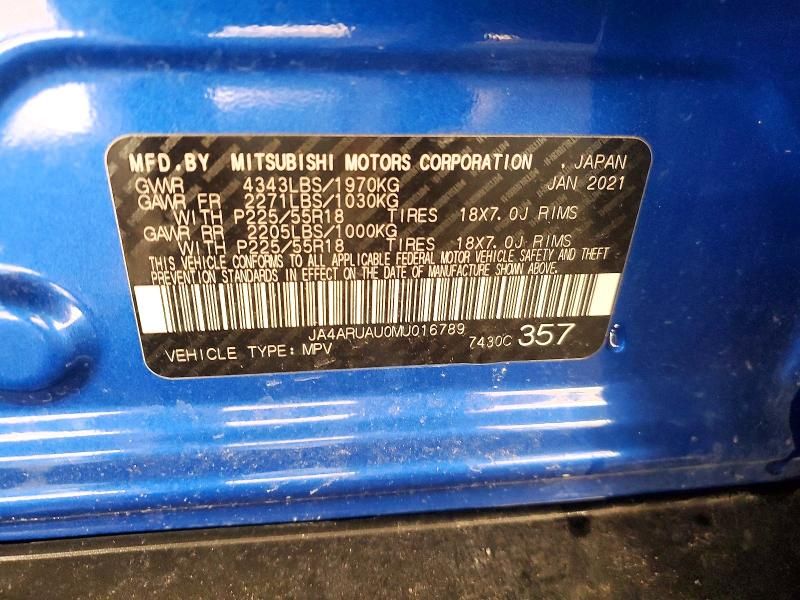 MFD.BY MITSUBISHI MOTORS CORPORATION , JAPAN
GVWR 4343LBS/1970KG JAN 2021
GAWR FR 2271LBS/1030KG
WITH P225/55R18 TIRES 18X7.0J RIMS
GAWR RR 2205LBS/1000KG
WITH P225/55R18 TIRES 18X7.0J RIMS
THIS VEHICLE CONFORMS TO ALL APPLICABLE FEDERAL MOTOR VEHICLE SAFETY AND THEFT
PREVENTION STANDARDS IN EFFECT ON THE DATE OF MANUFACTURE SHOWN ABOVE.
JA4ARUAU0MU016789
VEHICLE TYPE: MPV 7430C 357